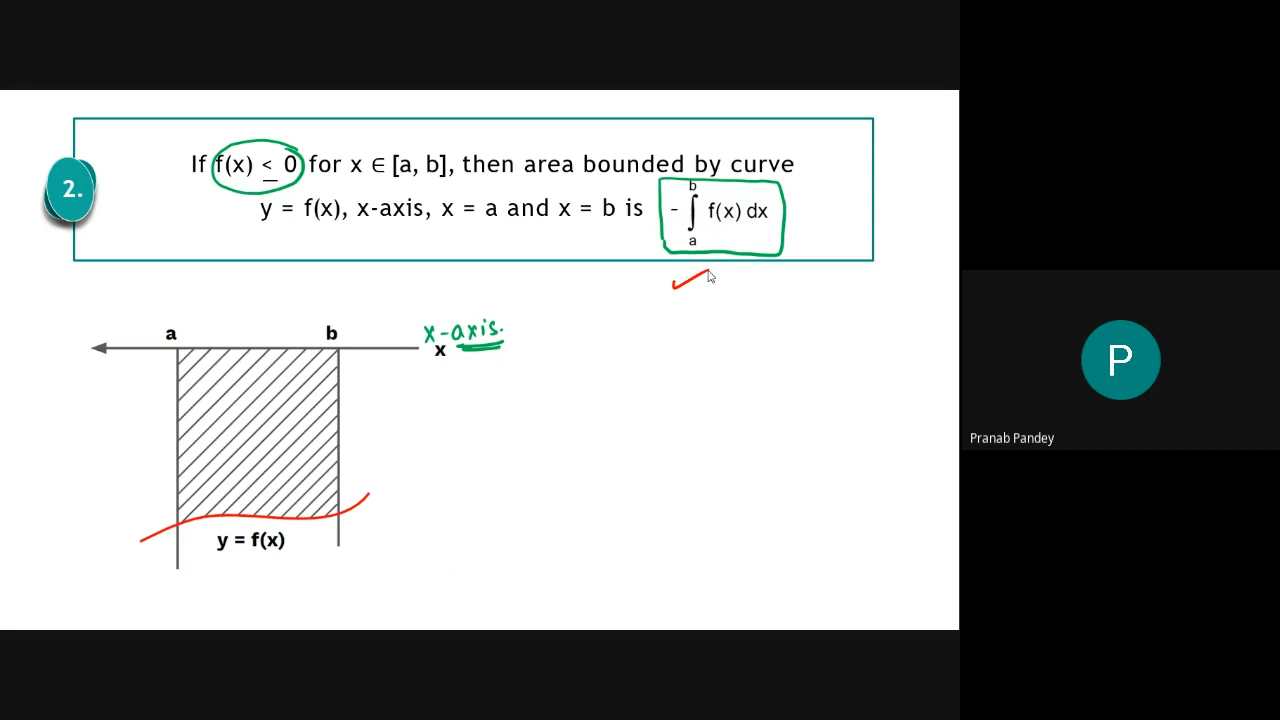 2.
If f(x) ≤ 0 for x ∈ [a, b], then area bounded by curve
y = f(x), x-axis, x = a and x = b is - ∫ₐᵇ f(x) dx
a b
x-axis.
x
y = f(x)
P
Pranab Pandey